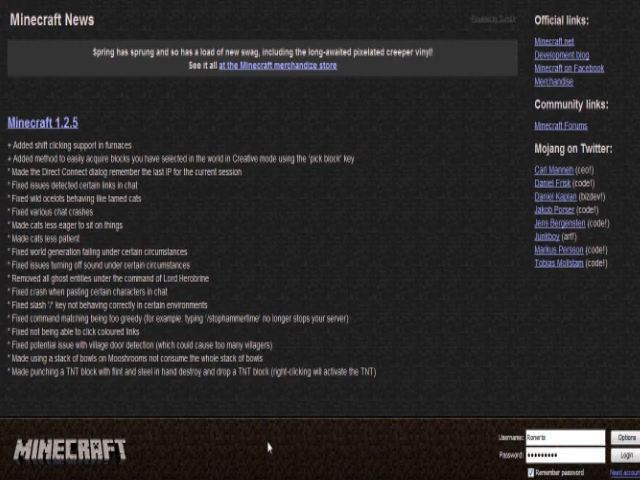 Minecraft News
Powered by Tumblr
Spring has sprung and so has a load of new swag, including the long-awaited pixelated creeper vinyl!
See it all at the Minecraft merchandise store
Minecraft 1.2.5
+ Added shift clicking support in furnaces
+ Added method to easily acquire blocks you have selected in the world in Creative mode using the 'pick block' key
* Made the Direct Connect dialog remember the last IP for the current session
* Fixed issues detected certain links in chat
* Fixed wild ocelots behaving like tamed cats
* Fixed various chat crashes
* Made cats less eager to sit on things
* Made cats less patient
* Fixed world generation failing under certain circumstances
* Fixed issues turning off sound under certain circumstances
* Removed all ghost entities under the command of Lord Herobrine
* Fixed crash when pasting certain characters in chat
* Fixed slash '/' key not behaving correctly in certain environments
* Fixed command matching being too greedy (for example: typing '/stophammertime' no longer stops your server)
* Fixed not being able to click coloured links
* Fixed potential issue with village door detection (which could cause too many villagers)
* Made using a stack of bowls on Mooshrooms not consume the whole stack of bowls
* Made punching a TNT block with flint and steel in hand destroy and drop a TNT block (right-clicking will activate the TNT)
Official links:
Minecraft.net
Development blog
Minecraft on Facebook
Merchandise
Community links:
Minecraft Forums
Mojang on Twitter:
Carl Manneh (ceo!)
Daniel Frisk (code!)
Daniel Kaplan (bizdev!)
Jakob Porser (code!)
Jens Bergensten (code!)
Junkboy (art!)
Markus Persson (code!)
Tobias Mollstam (code!)
MINECRAFT
Username:
Options
Password:
Login
Remember password
Need account